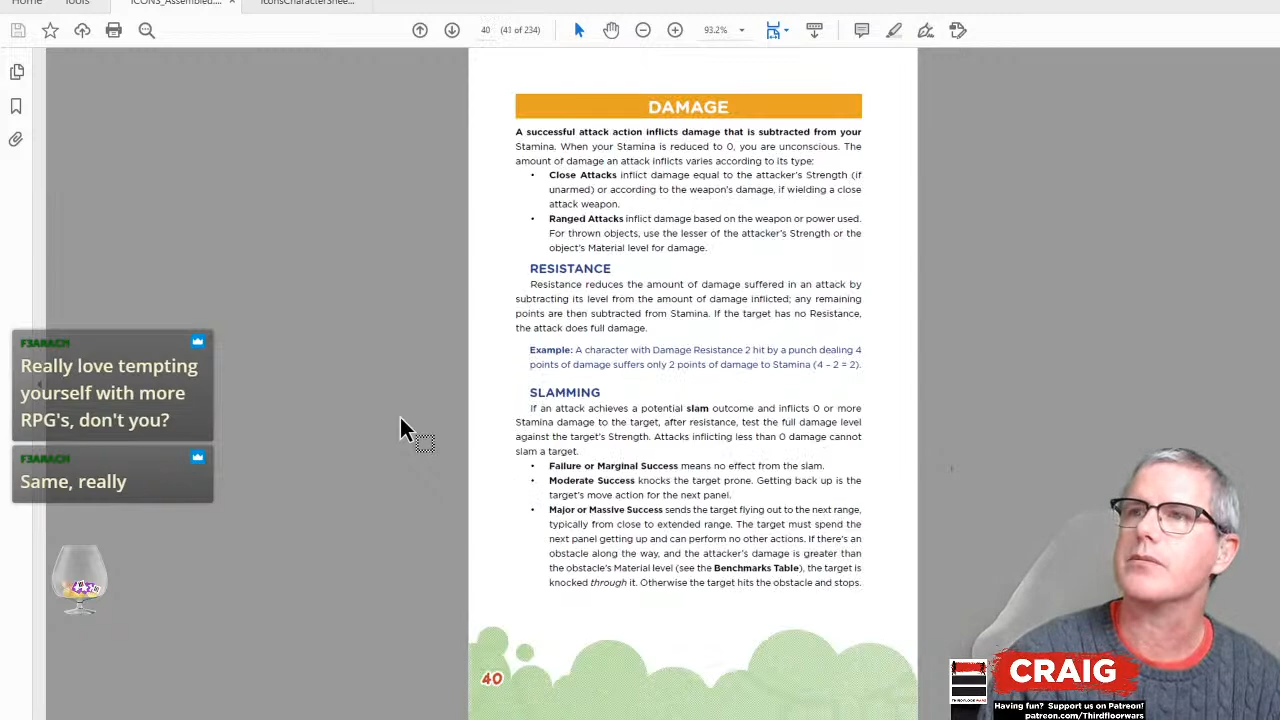 Home
Tools
ICONS_Assembled....
IconsCharacterShee...
40
(41 of 234)
93.2%
DAMAGE
A successful attack action inflicts damage that is subtracted from your
Stamina. When your Stamina is reduced to 0, you are unconscious. The
amount of damage an attack inflicts varies according to its type:
• Close Attacks inflict damage equal to the attacker's Strength (if
unarmed) or according to the weapon's damage, if wielding a close
attack weapon.
• Ranged Attacks inflict damage based on the weapon or power used.
For thrown objects, use the lesser of the attacker's Strength or the
object's Material level for damage.
RESISTANCE
Resistance reduces the amount of damage suffered in an attack by
subtracting its level from the amount of damage inflicted; any remaining
points are then subtracted from Stamina. If the target has no Resistance,
the attack does full damage.
Example: A character with Damage Resistance 2 hit by a punch dealing 4
points of damage suffers only 2 points of damage to Stamina (4 – 2 = 2).
SLAMMING
If an attack achieves a potential slam outcome and inflicts 0 or more
Stamina damage to the target, after resistance, test the full damage level
against the target's Strength. Attacks inflicting less than 0 damage cannot
slam a target.
• Failure or Marginal Success means no effect from the slam.
• Moderate Success knocks the target prone. Getting back up is the
target's move action for the next panel.
• Major or Massive Success sends the target flying out to the next range,
typically from close to extended range. The target must spend the
next panel getting up and can perform no other actions. If there's an
obstacle along the way, and the attacker's damage is greater than
the obstacle's Material level (see the Benchmarks Table), the target is
knocked through it. Otherwise the target hits the obstacle and stops.
40
F3ARACH
Really love tempting
yourself with more
RPG's, don't you?
F3ARACH
Same, really
CRAIG
THIRDFLOORWARS
Having fun? Support us on Patreon!
patreon.com/Thirdfloorwars